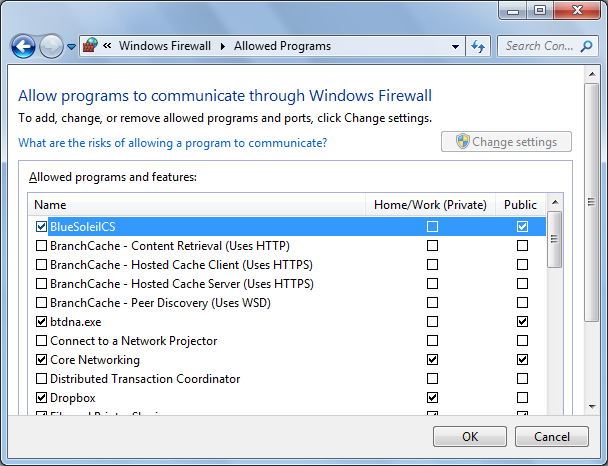 « Windows Firewall ▸ Allowed Programs
Search Con...
Allow programs to communicate through Windows Firewall
To add, change, or remove allowed programs and ports, click Change settings.
What are the risks of allowing a program to communicate?
Change settings
Allowed programs and features:
Name Home/Work (Private) Public
BlueSoleilCS
BranchCache - Content Retrieval (Uses HTTP)
BranchCache - Hosted Cache Client (Uses HTTPS)
BranchCache - Hosted Cache Server (Uses HTTPS)
BranchCache - Peer Discovery (Uses WSD)
btdna.exe
Connect to a Network Projector
Core Networking
Distributed Transaction Coordinator
Dropbox
OK Cancel